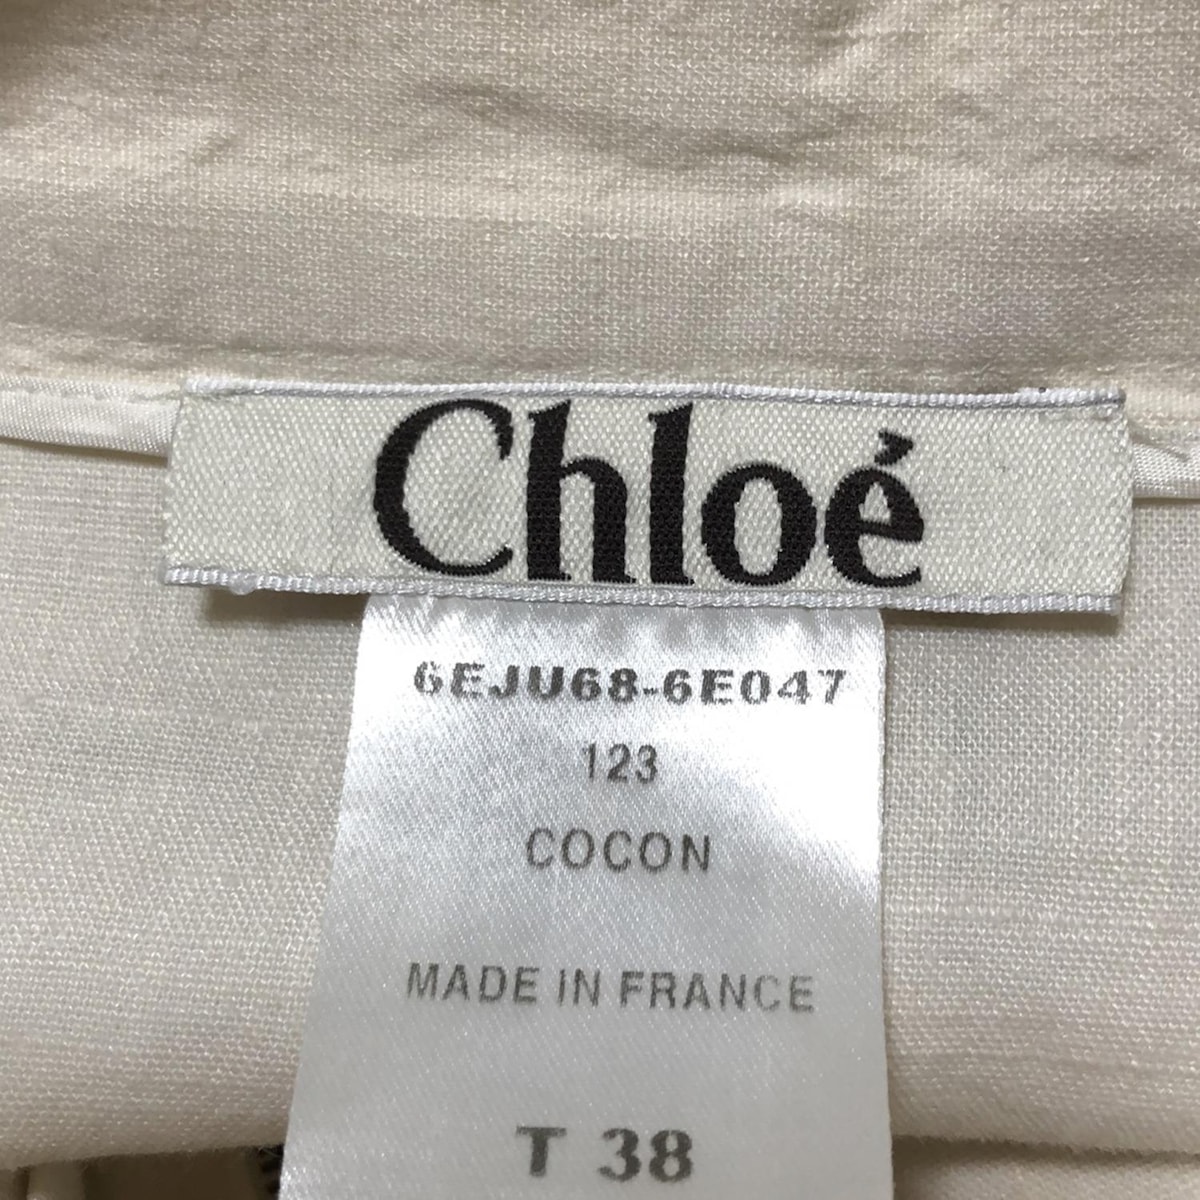 Chloé
6EJU68-6E047
123
COCON
MADE IN FRANCE
T 38